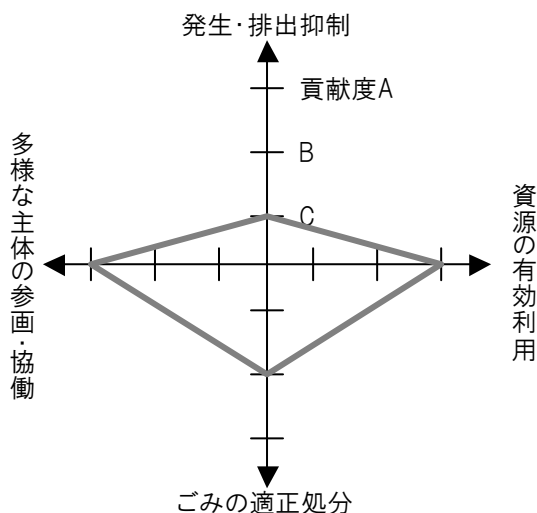 発生・排出抑制
貢献度A
B
C
多様な主体の参画・協働
資源の有効利用
ごみの適正処分